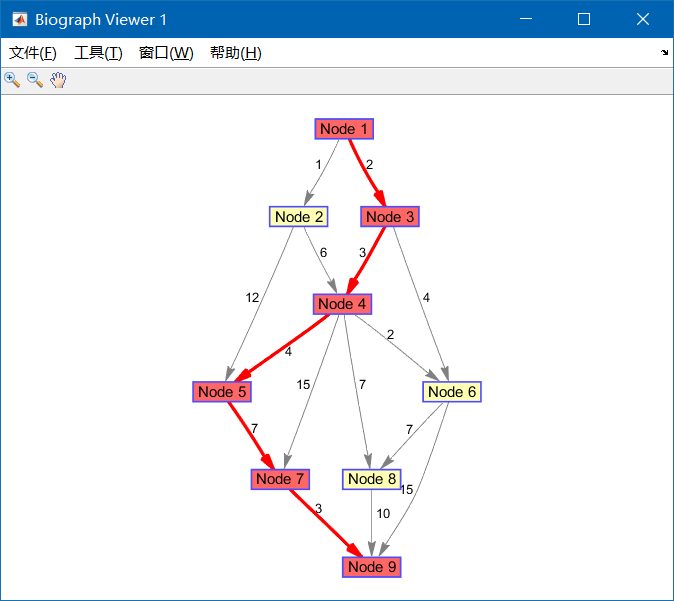 Biograph Viewer 1
文件(F) 工具(T) 窗口(W) 帮助(H)
Node 1
1 2
Node 2 Node 3
12 6 3 4
Node 4
4 15 7 2
Node 5 Node 6
7 7
Node 7 Node 8 15
3 10
Node 9